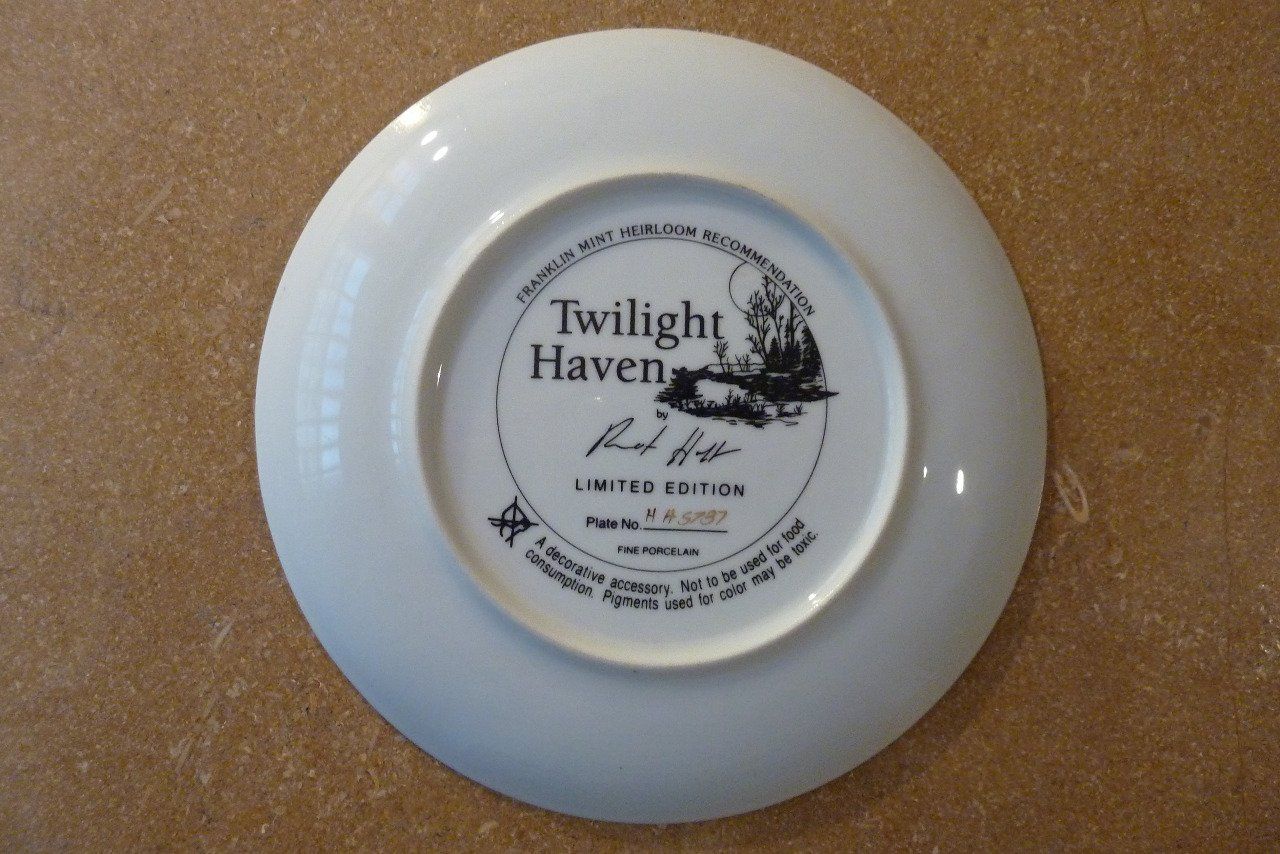 FRANKLIN MINT HEIRLOOM RECOMMENDATION
Twilight
Haven
by
LIMITED EDITION
Plate No. HA5787
FINE PORCELAIN
A decorative accessory. Not to be used for food
consumption. Pigments used for color may be toxic.